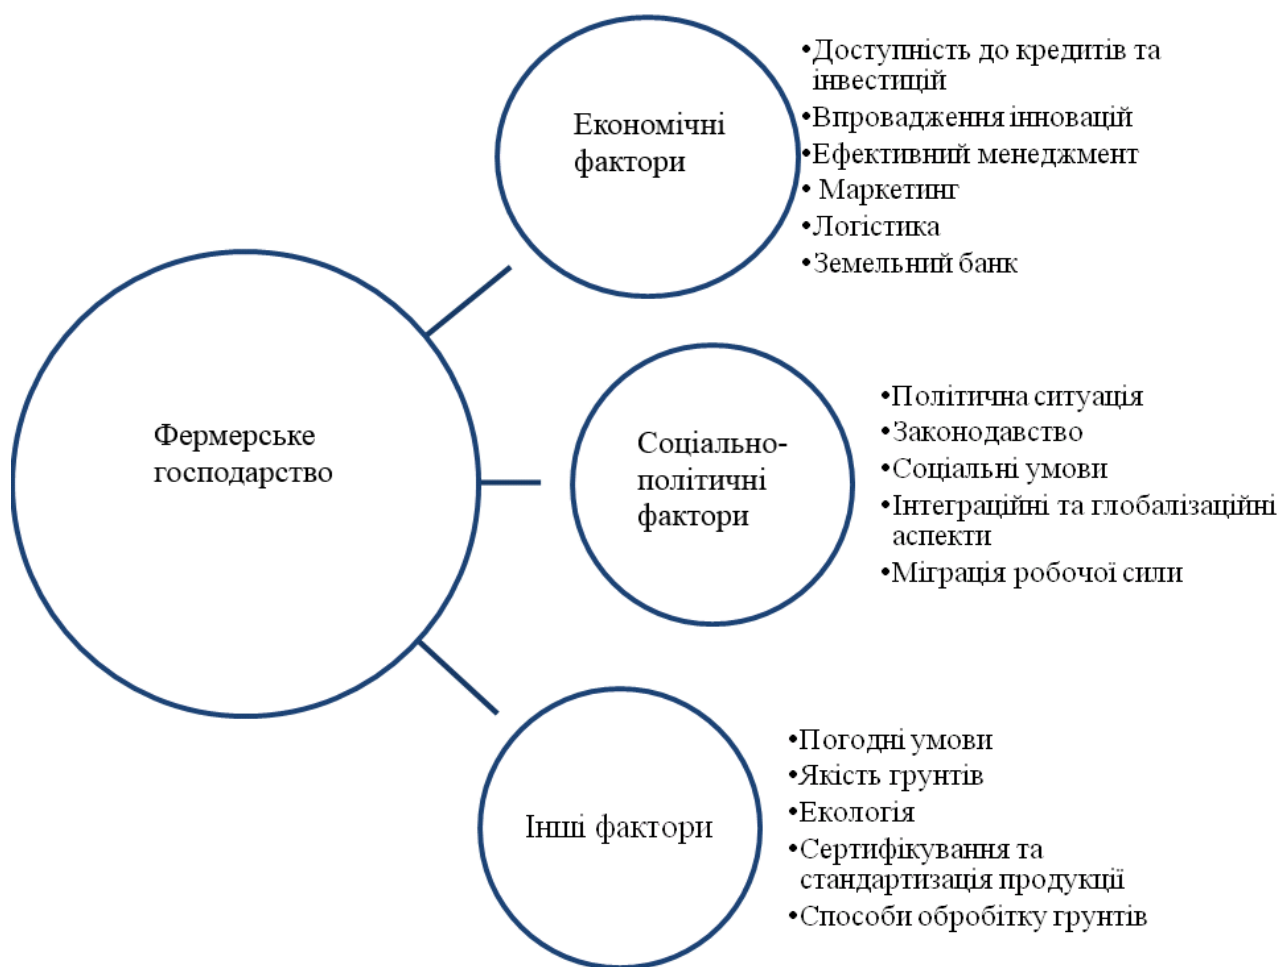 Фермерське
господарство
Економічні
фактори
•Доступність до кредитів та
інвестицій
•Впровадження інновацій
•Ефективний менеджмент
• Маркетинг
•Логістика
•Земельний банк
Соціально-
політичні
фактори
•Політична ситуація
•Законодавство
•Соціальні умови
•Інтеграційні та глобалізаційні
аспекти
•Міграція робочої сили
Інші фактори
•Погодні умови
•Якість грунтів
•Екологія
•Сертифікування та
стандартизація продукції
•Способи обробітку грунтів